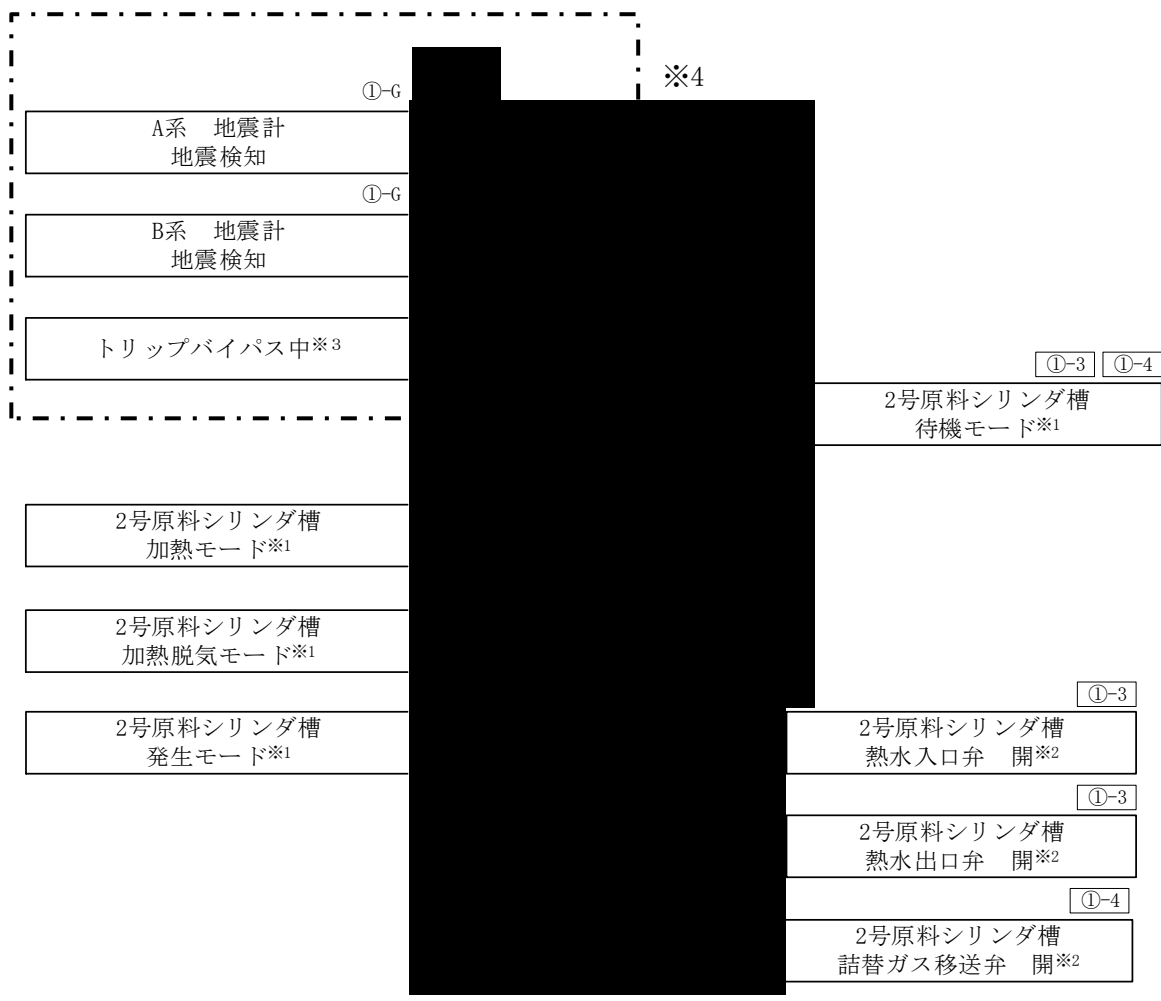 ※4
①-G
A系　地震計
地震検知
①-G
B系　地震計
地震検知
トリップバイパス中※3
①-3 ①-4
2号原料シリンダ槽
待機モード※1
2号原料シリンダ槽
加熱モード※1
2号原料シリンダ槽
加熱脱気モード※1
2号原料シリンダ槽
発生モード※1
①-3
2号原料シリンダ槽
熱水入口弁　開※2
①-3
2号原料シリンダ槽
熱水出口弁　開※2
①-4
2号原料シリンダ槽
詰替ガス移送弁　開※2